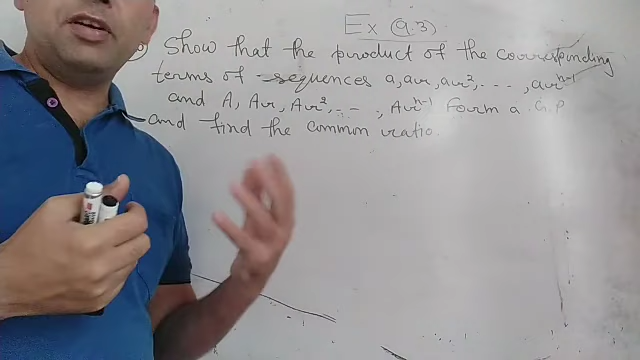 Ex (9.3)
Show that the product of the corresponding
terms of sequences a, ar, ar², ..., arⁿ⁻¹
and A, Ar, Ar², ..., Arⁿ⁻¹ form a G.P
and find the common ratio.